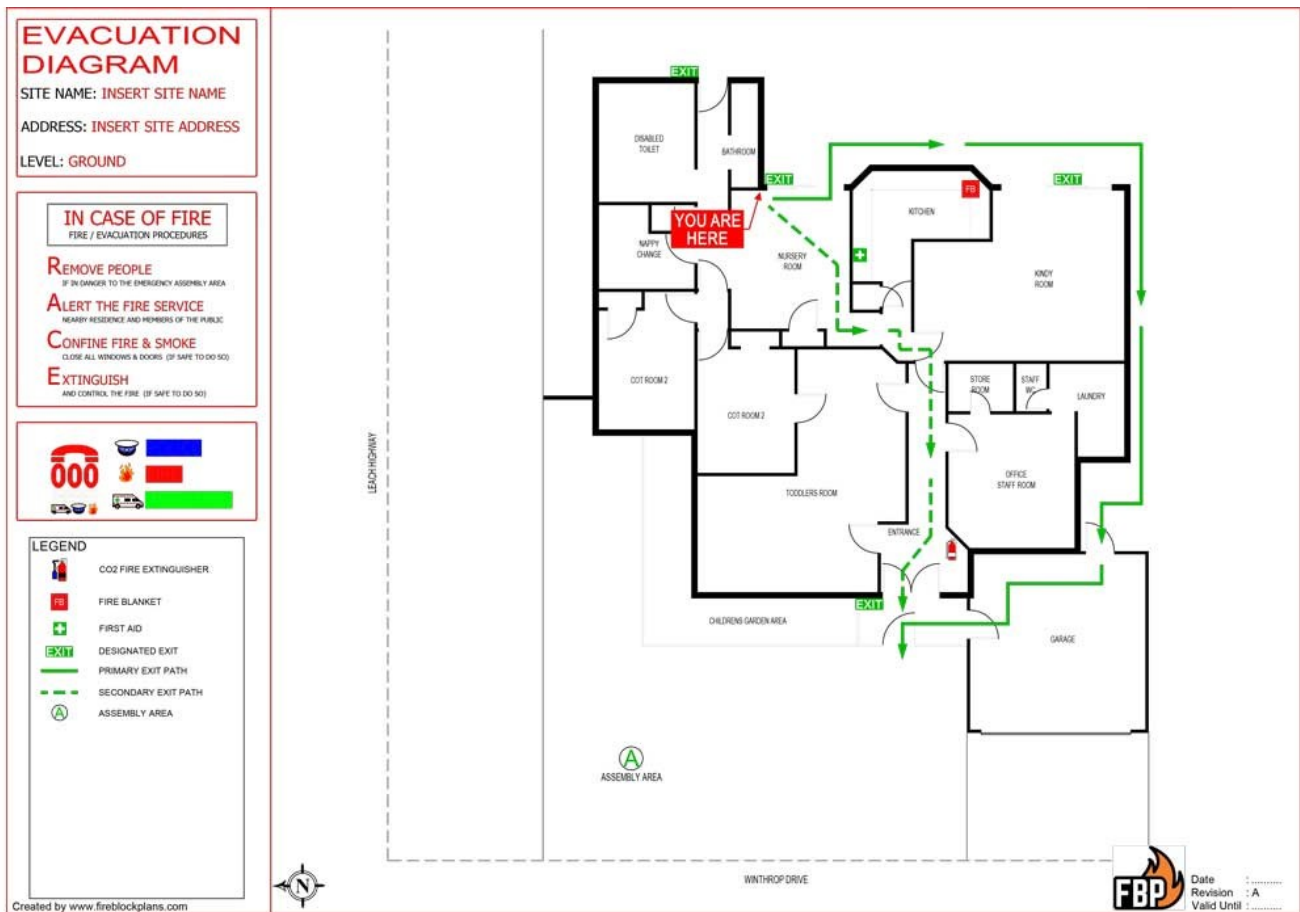 EVACUATION
DIAGRAM
SITE NAME: INSERT SITE NAME
ADDRESS: INSERT SITE ADDRESS
LEVEL: GROUND
IN CASE OF FIRE
FIRE / EVACUATION PROCEDURES
REMOVE PEOPLE
IF IN DANGER TO THE EMERGENCY ASSEMBLY AREA
ALERT THE FIRE SERVICE
NEARBY RESIDENCE AND MEMBERS OF THE PUBLIC
CONFINE FIRE & SMOKE
CLOSE ALL WINDOWS & DOORS (IF SAFE TO DO SO)
EXTINGUISH
AND CONTROL THE FIRE (IF SAFE TO DO SO)
000
LEGEND
CO2 FIRE EXTINGUISHER
FB
FIRE BLANKET
FIRST AID
EXIT
DESIGNATED EXIT
PRIMARY EXIT PATH
SECONDARY EXIT PATH
A
ASSEMBLY AREA
Created by www.fireblockplans.com
EXIT
DISABLED
TOILET
BATHROOM
EXIT
EXIT
FB
KITCHEN
YOU ARE
HERE
NAPPY
CHANGE
NURSERY
ROOM
KINDY
ROOM
COT ROOM 2
COT ROOM 2
STORE
ROOM
STAFF
WC
LAUNDRY
LEACH HIGHWAY
TODDLERS ROOM
OFFICE
STAFF ROOM
ENTRANCE
EXIT
CHILDRENS GARDEN AREA
GARAGE
A
ASSEMBLY AREA
N
WINTHROP DRIVE
FBP
Date : ..........
Revision : A
Valid Until : ..........